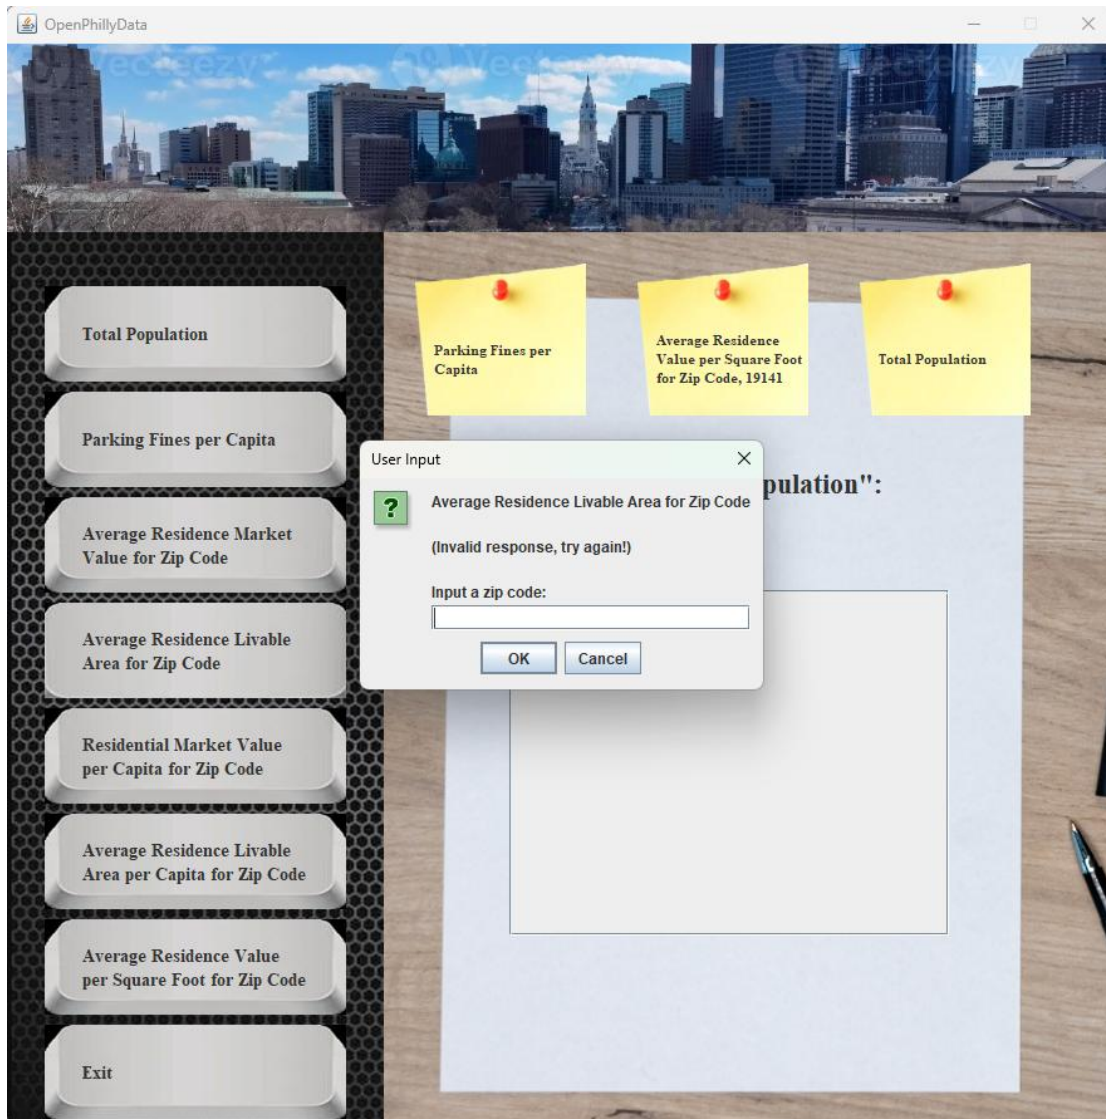 OpenPhillyData
Vecteezy
Vecteezy
Total Population
Parking Fines per Capita
Average Residence Market
Value for Zip Code
Average Residence Livable
Area for Zip Code
Residential Market Value
per Capita for Zip Code
Average Residence Livable
Area per Capita for Zip Code
Average Residence Value
per Square Foot for Zip Code
Exit
Parking Fines per
Capita
Average Residence
Value per Square Foot
for Zip Code, 19141
Total Population
pulation":
User Input
?
Average Residence Livable Area for Zip Code
(Invalid response, try again!)
Input a zip code:
OK
Cancel